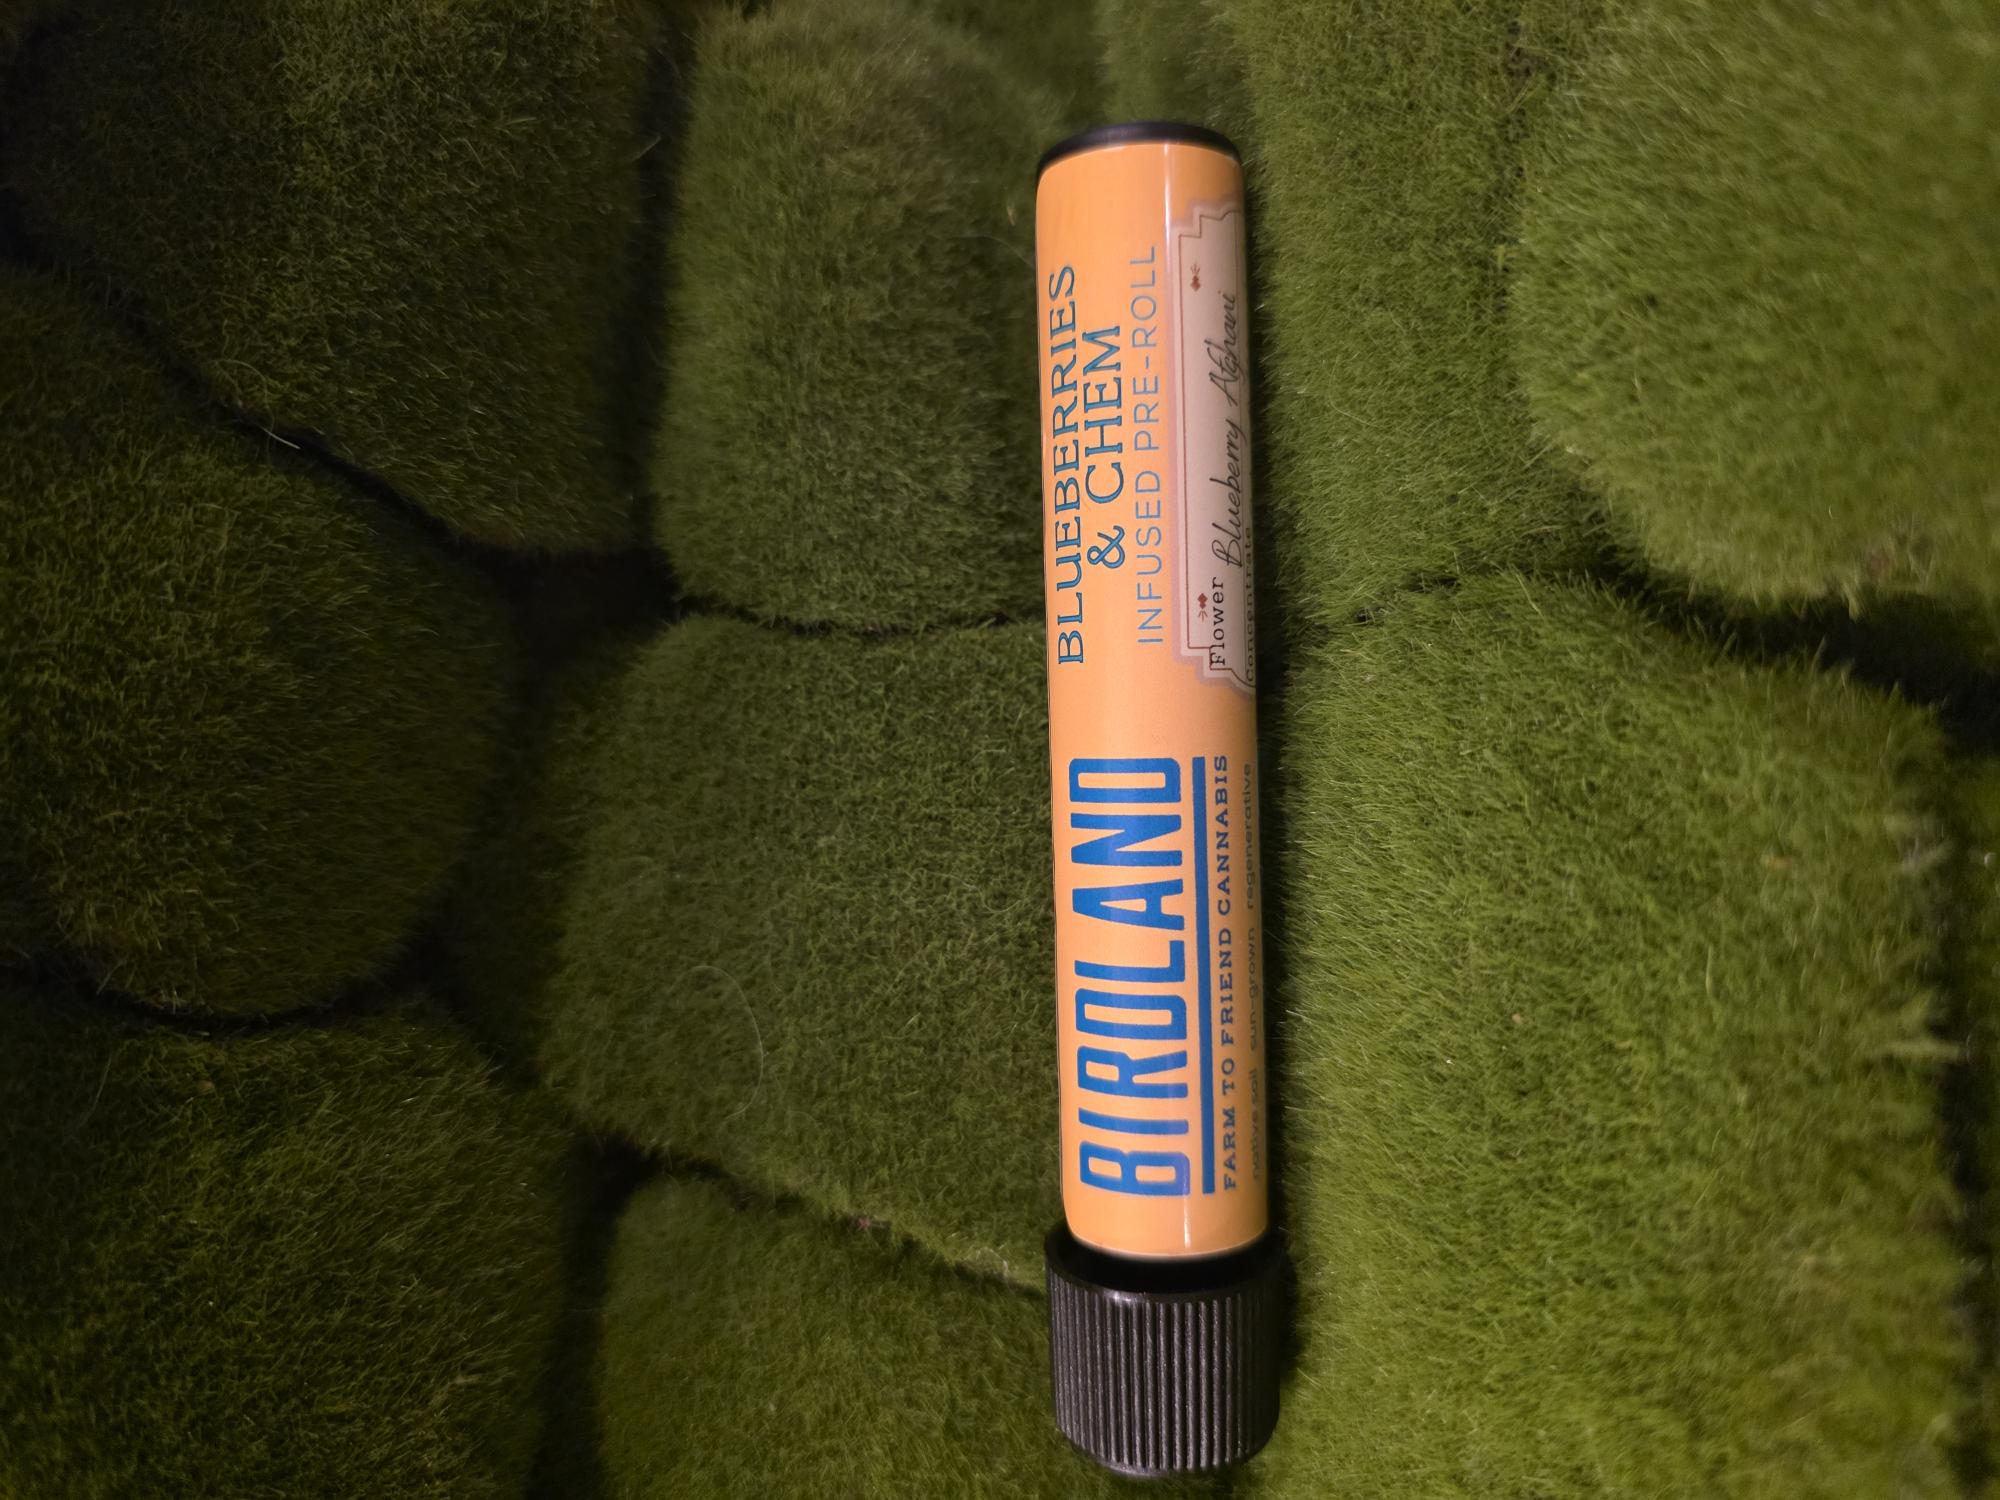 BLUEBERRIES
& CHEM
INFUSED PRE-ROLL
Flower Blueberry Afghani
Concentrate
BIRDLAND
FARM TO FRIEND CANNABIS
native soil sun-grown regenerative